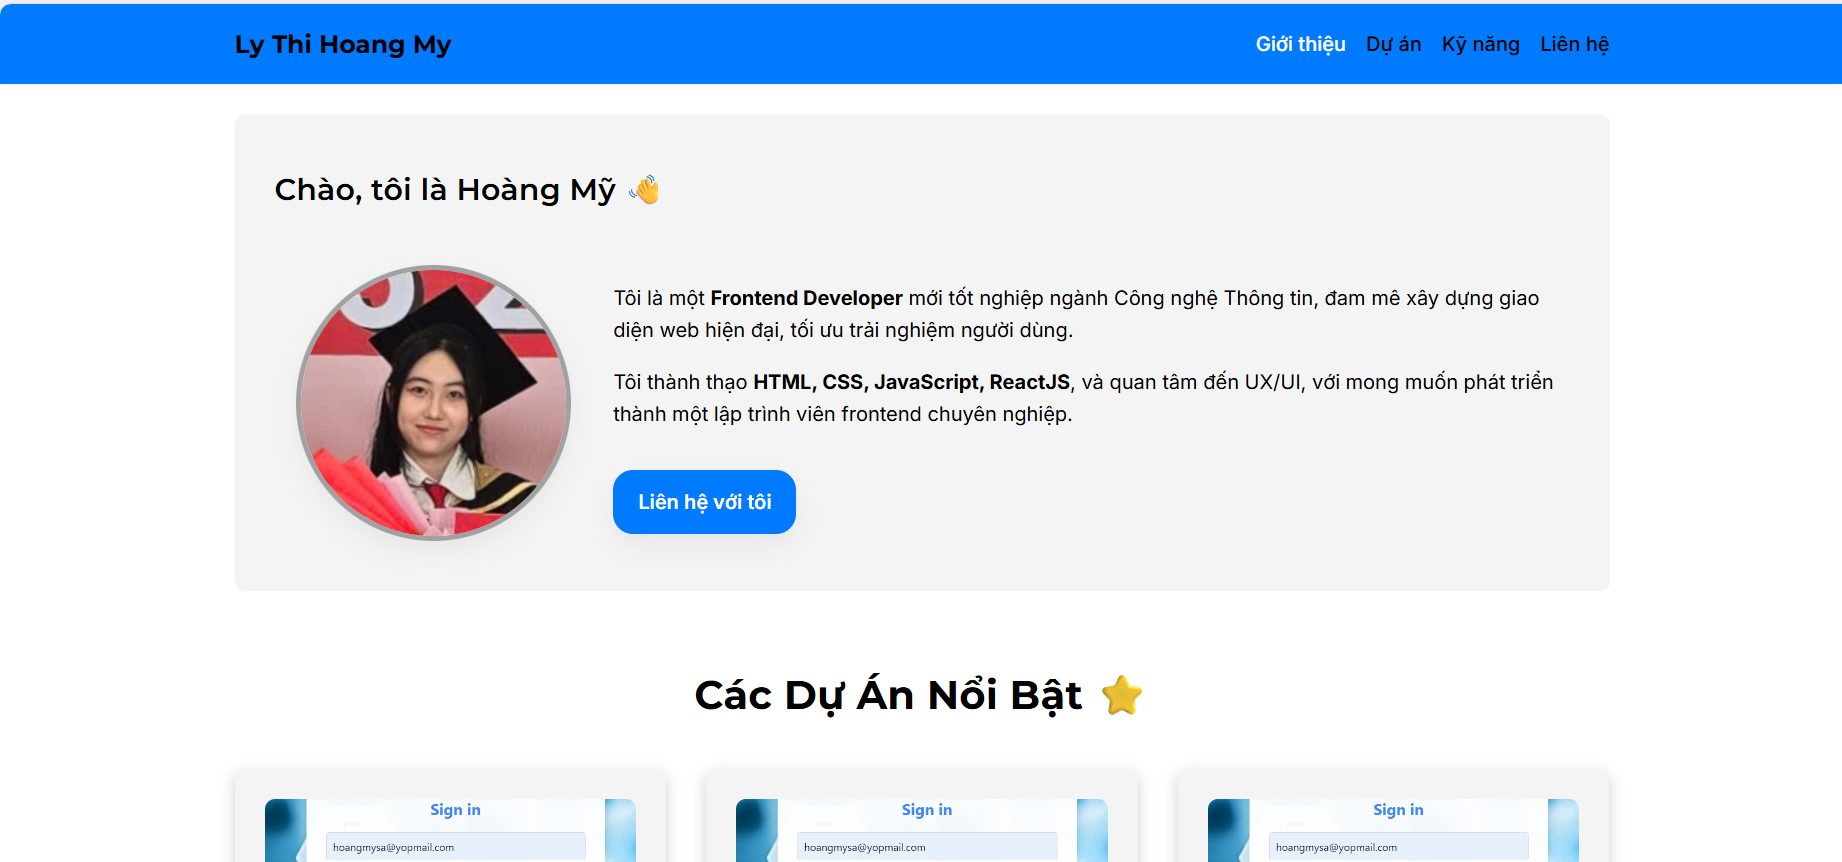 Ly Thi Hoang My
Giới thiệu Dự án Kỹ năng Liên hệ
Chào, tôi là Hoàng Mỹ 👋
Tôi là một Frontend Developer mới tốt nghiệp ngành Công nghệ Thông tin, đam mê xây dựng giao
diện web hiện đại, tối ưu trải nghiệm người dùng.
Tôi thành thạo HTML, CSS, JavaScript, ReactJS, và quan tâm đến UX/UI, với mong muốn phát triển
thành một lập trình viên frontend chuyên nghiệp.
Liên hệ với tôi
Các Dự Án Nổi Bật ⭐
Sign in
hoangmysa@yopmail.com
Sign in
hoangmysa@yopmail.com
Sign in
hoangmysa@yopmail.com